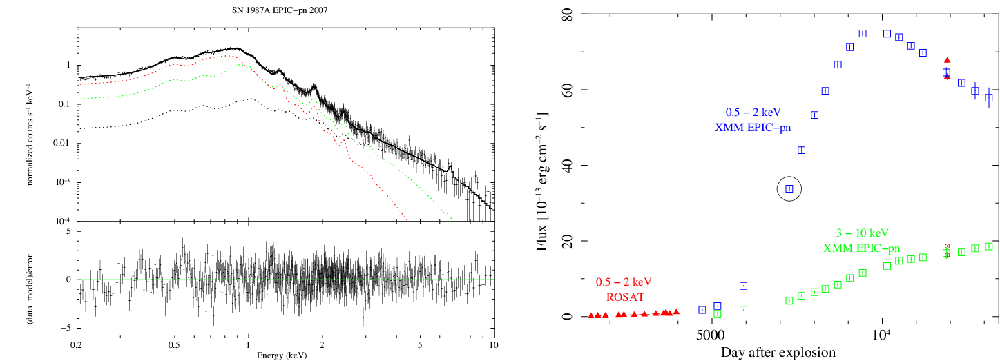 SN 1987A EPIC−pn 2007
normalized counts s⁻¹ keV⁻¹
1
0.1
0.01
10⁻³
10⁻⁴
(data−model)/error
5
0
−5
0.2
0.5
1
2
5
10
Energy (keV)
Flux [10⁻¹³ erg cm⁻² s⁻¹]
80
60
40
20
0
0.5 − 2 keV
XMM EPIC−pn
3 − 10 keV
XMM EPIC−pn
0.5 − 2 keV
ROSAT
5000
10⁴
Day after explosion